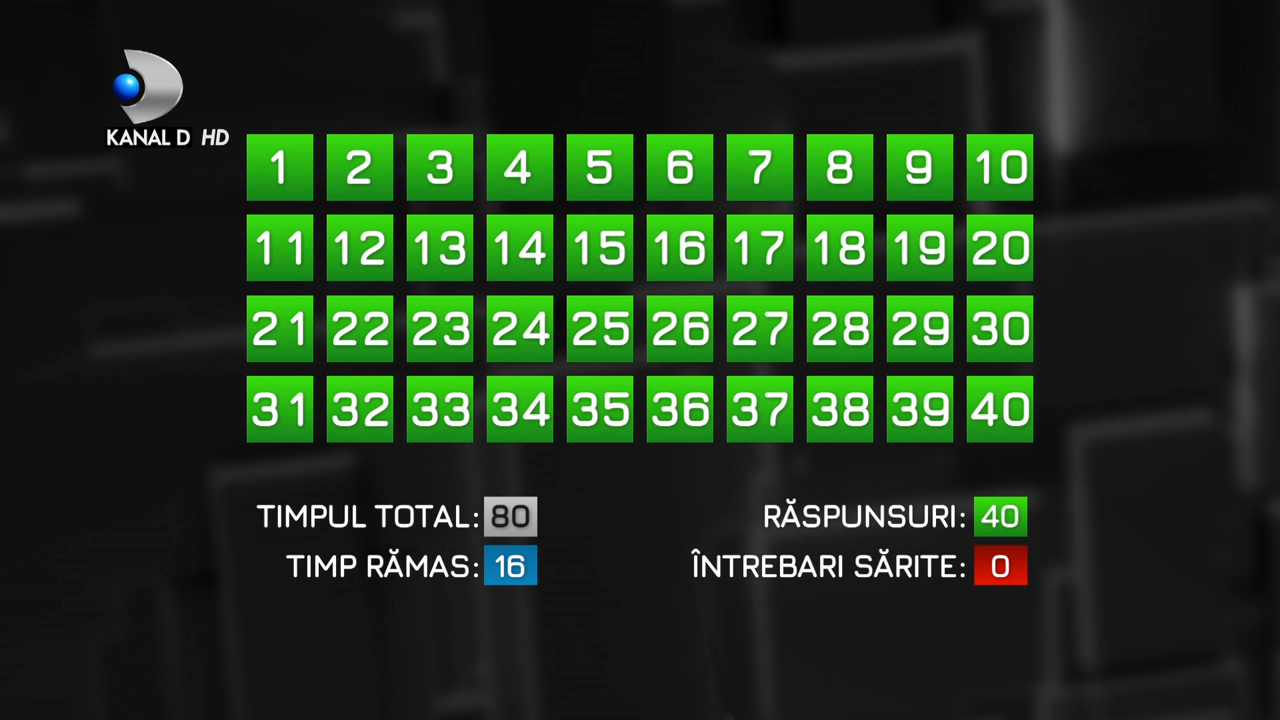 KANAL D HD
1 2 3 4 5 6 7 8 9 10
11 12 13 14 15 16 17 18 19 20
21 22 23 24 25 26 27 28 29 30
31 32 33 34 35 36 37 38 39 40
TIMPUL TOTAL: 80 RĂSPUNSURI: 40
TIMP RĂMAS: 16 ÎNTREBARI SĂRITE: 0